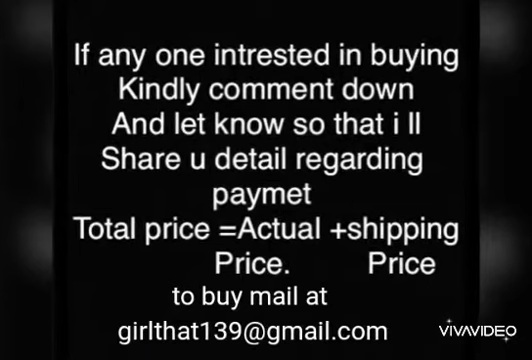 If any one intrested in buying
Kindly comment down
And let know so that i ll
Share u detail regarding
paymet
Total price =Actual +shipping
Price. Price
to buy mail at
girlthat139@gmail.com
VIVAVIDEO